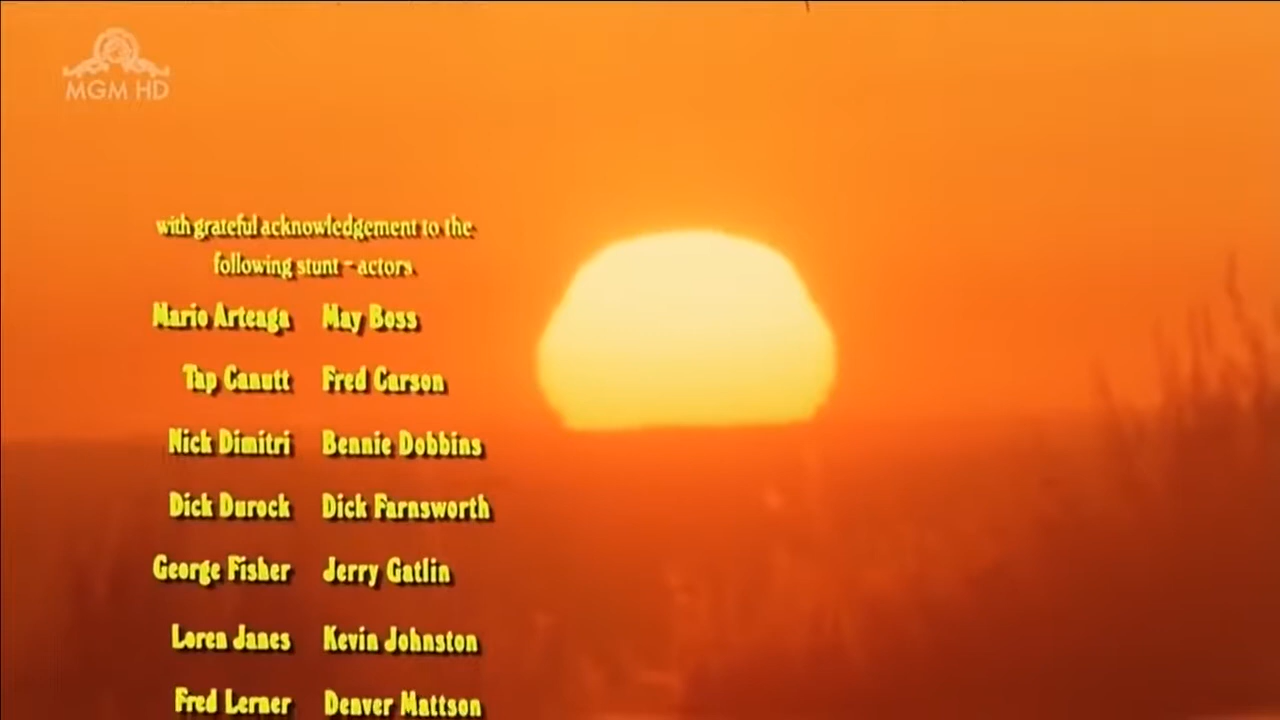 MGM HD
with grateful acknowledgement to the
following stunt-actors
Mario Arteaga May Boss
Tap Canutt Fred Carson
Nick Dimitri Bennie Dobbins
Dick Durock Dick Farnsworth
George Fisher Jerry Gatlin
Loren Janes Kevin Johnston
Fred Lerner Denver Mattson